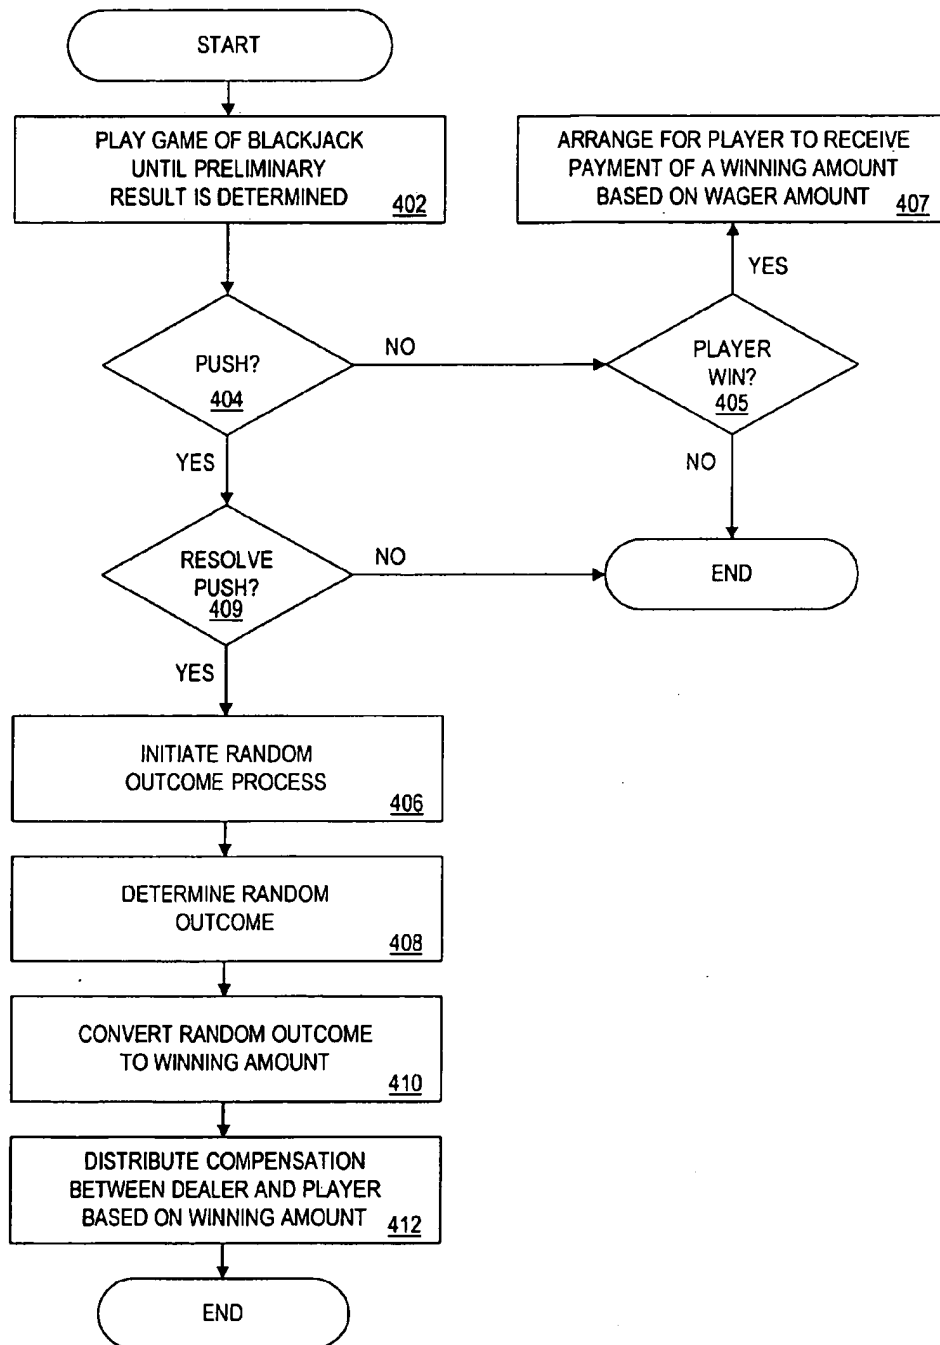 START
PLAY GAME OF BLACKJACK
UNTIL PRELIMINARY
RESULT IS DETERMINED
402
ARRANGE FOR PLAYER TO RECEIVE
PAYMENT OF A WINNING AMOUNT
BASED ON WAGER AMOUNT
407
YES
PUSH?
404
NO
PLAYER
WIN?
405
YES
NO
RESOLVE
PUSH?
409
NO
END
YES
INITIATE RANDOM
OUTCOME PROCESS
406
DETERMINE RANDOM
OUTCOME
408
CONVERT RANDOM OUTCOME
TO WINNING AMOUNT
410
DISTRIBUTE COMPENSATION
BETWEEN DEALER AND PLAYER
BASED ON WINNING AMOUNT
412
END